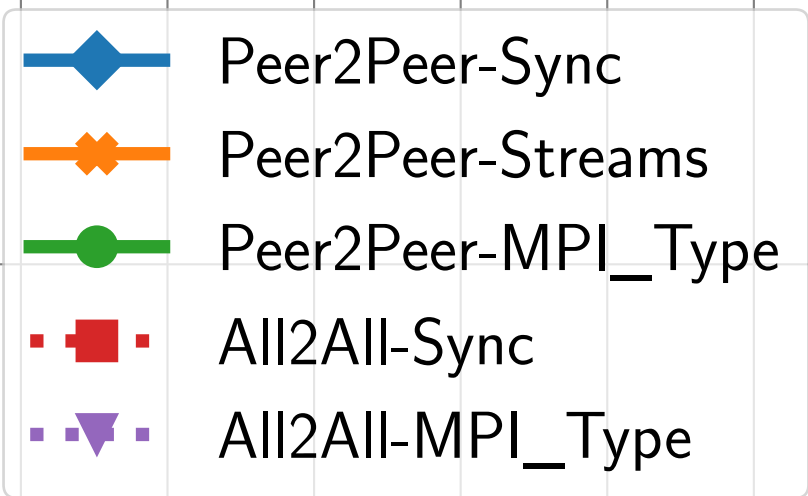 Peer2Peer-Sync
Peer2Peer-Streams
Peer2Peer-MPI_Type
All2All-Sync
All2All-MPI_Type